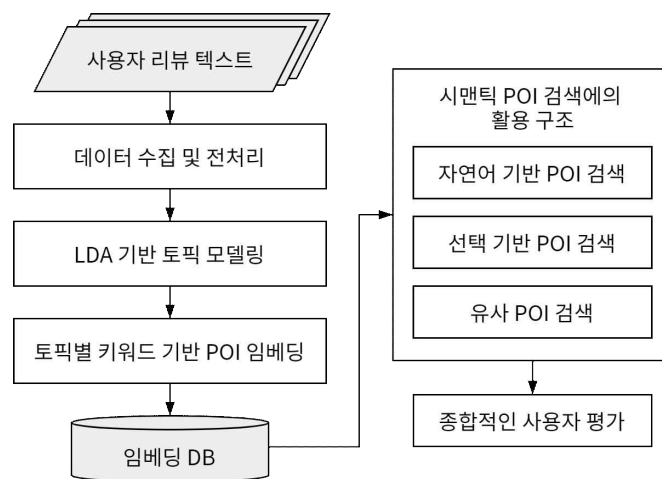 사용자 리뷰 텍스트
데이터 수집 및 전처리
LDA 기반 토픽 모델링
토픽별 키워드 기반 POI 임베딩
임베딩 DB
시맨틱 POI 검색에의
활용 구조
자연어 기반 POI 검색
선택 기반 POI 검색
유사 POI 검색
종합적인 사용자 평가